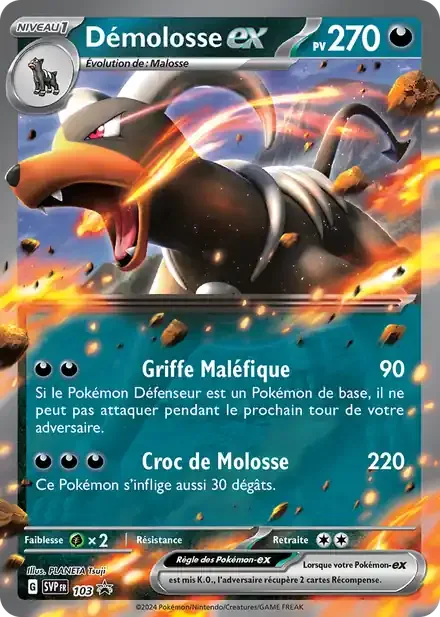 NIVEAU 1
Démolosse ex PV 270
Évolution de : Malosse
Griffe Maléfique 90
Si le Pokémon Défenseur est un Pokémon de base, il ne
peut pas attaquer pendant le prochain tour de votre
adversaire.
Croc de Molosse 220
Ce Pokémon s'inflige aussi 30 dégâts.
Faiblesse × 2 Résistance Retraite
Illus. PLANETA Tsuji
Règle des Pokémon-ex Lorsque votre Pokémon-ex
est mis K.O., l'adversaire récupère 2 cartes Récompense.
G SVP FR 103
©2024 Pokémon/Nintendo/Creatures/GAME FREAK